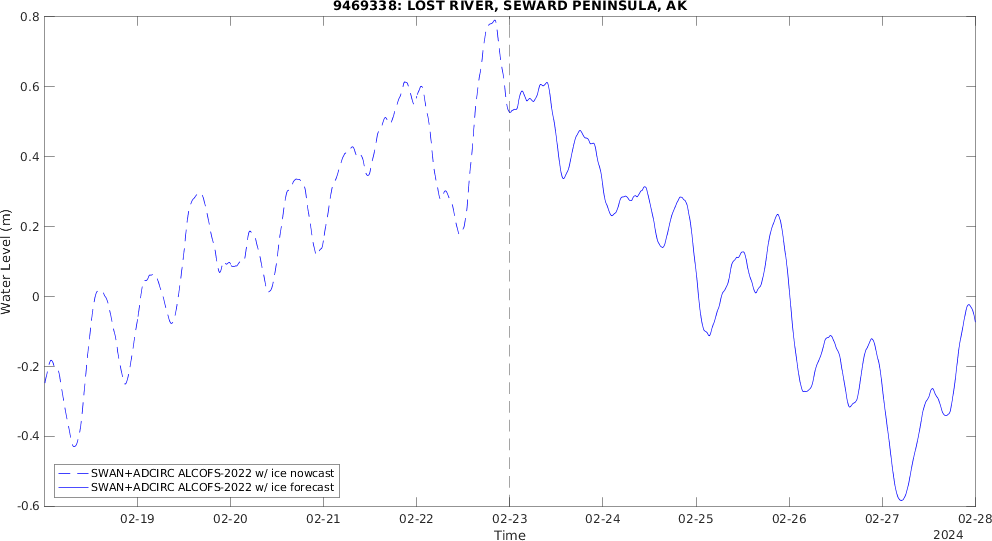 9469338: LOST RIVER, SEWARD PENINSULA, AK
0.8
0.6
0.4
0.2
0
-0.2
-0.4
-0.6
Water Level (m)
SWAN+ADCIRC ALCOFS-2022 w/ ice nowcast
SWAN+ADCIRC ALCOFS-2022 w/ ice forecast
02-19 02-20 02-21 02-22 02-23 02-24 02-25 02-26 02-27 02-28
Time
2024